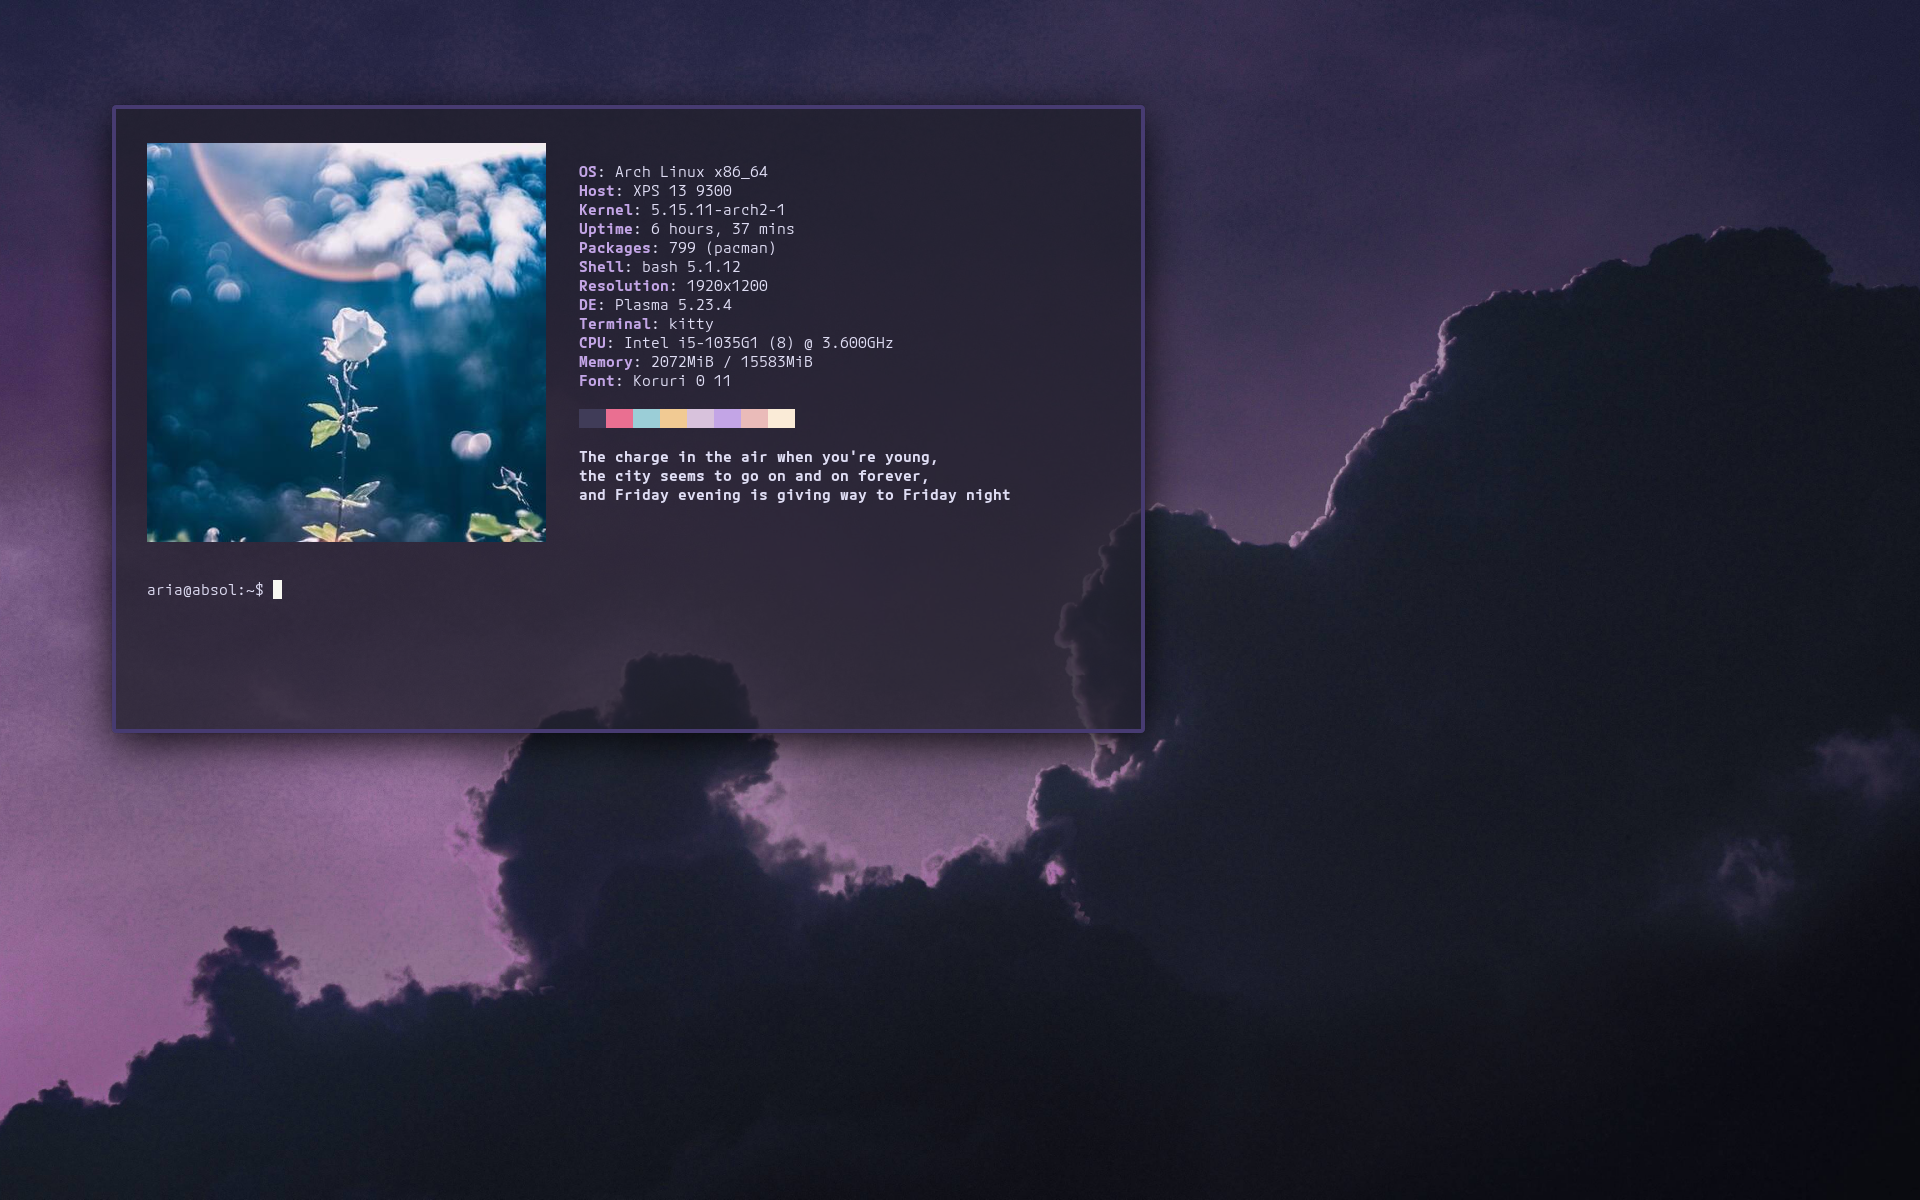 OS: Arch Linux x86_64
Host: XPS 13 9300
Kernel: 5.15.11-arch2-1
Uptime: 6 hours, 37 mins
Packages: 799 (pacman)
Shell: bash 5.1.12
Resolution: 1920x1200
DE: Plasma 5.23.4
Terminal: kitty
CPU: Intel i5-1035G1 (8) @ 3.600GHz
Memory: 2072MiB / 15583MiB
Font: Koruri 0 11
The charge in the air when you're young,
the city seems to go on and on forever,
and Friday evening is giving way to Friday night
aria@absol:~$